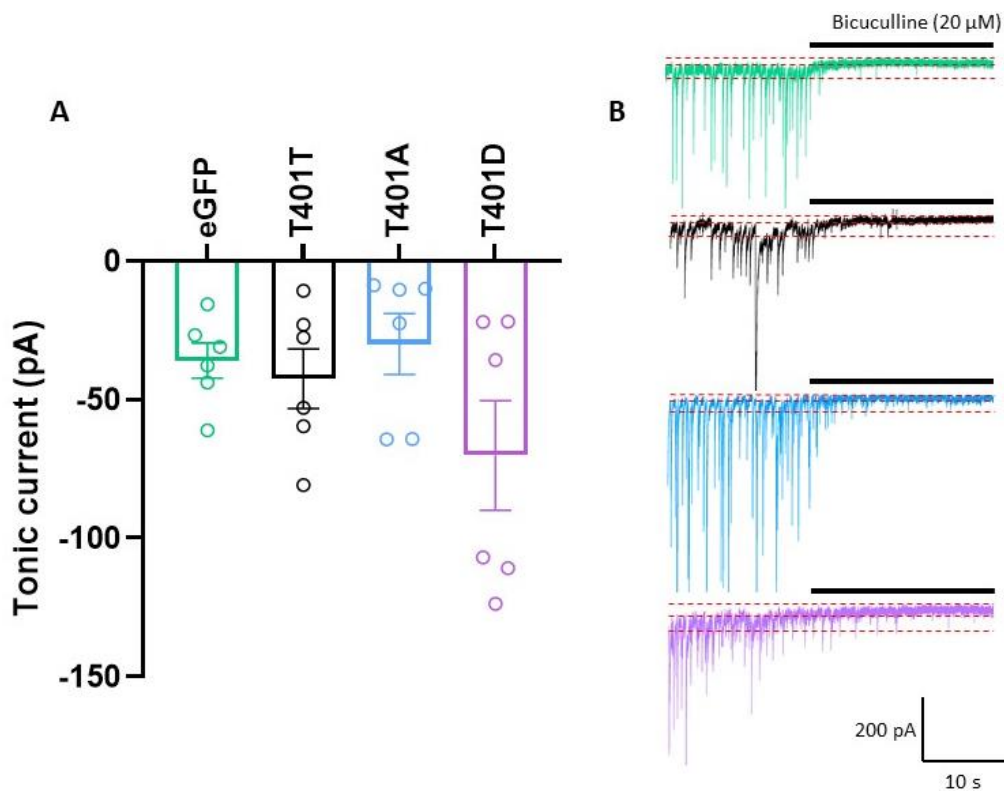 A
eGFP
T401T
T401A
T401D
0
-50
-100
-150
Tonic current (pA)
B
Bicuculline (20 µM)
200 pA
10 s